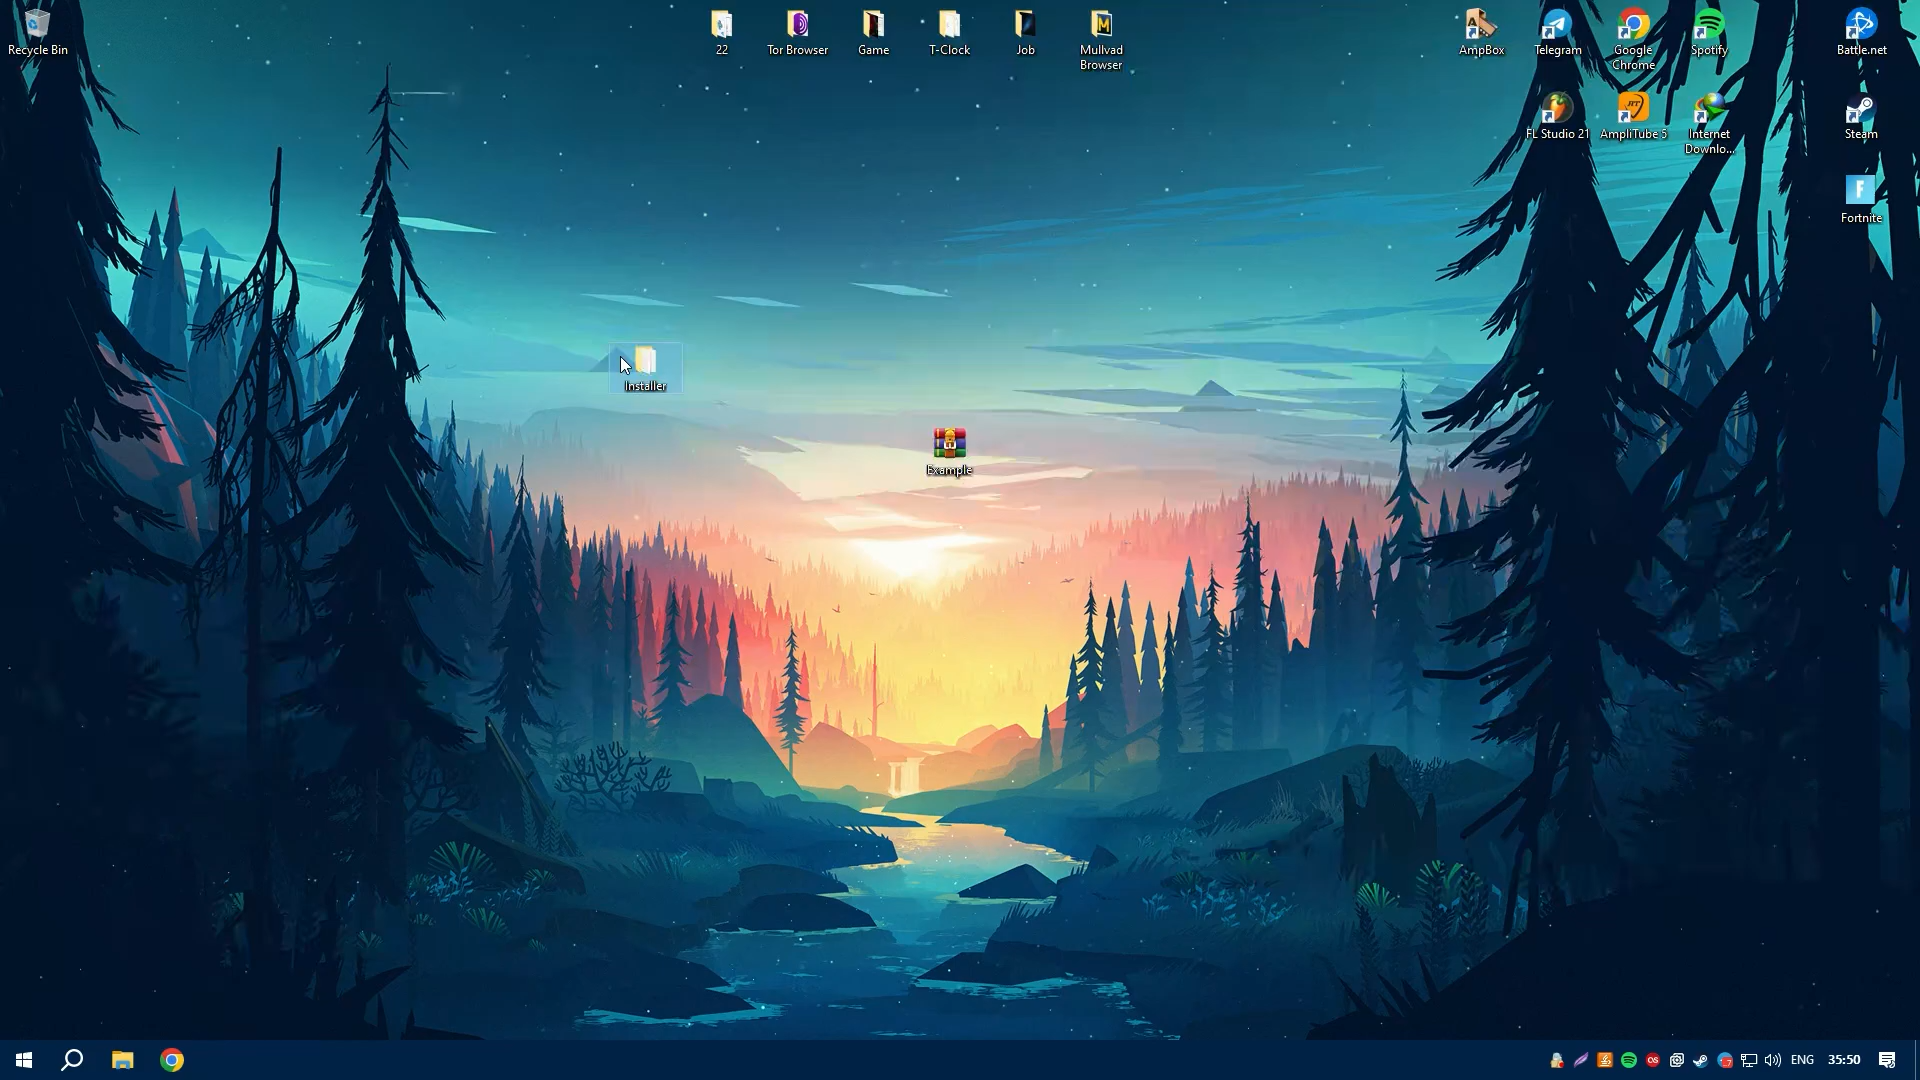 Recycle Bin
22
Tor Browser
Game
T-Clock
Job
Mullvad
Browser
AmpBox
Telegram
Google
Chrome
Spotify
Battle.net
FL Studio 21
AmpliTube 5
Internet
Downlo...
Steam
Fortnite
Installer
Example
ENG
35:50